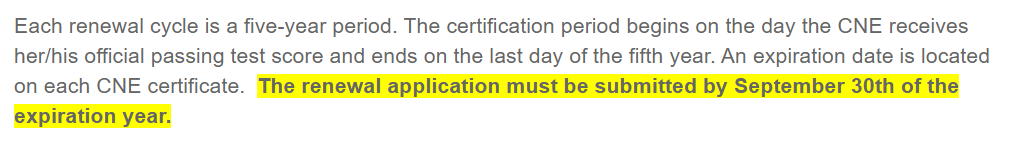 Each renewal cycle is a five-year period. The certification period begins on the day the CNE receives
her/his official passing test score and ends on the last day of the fifth year. An expiration date is located
on each CNE certificate.  The renewal application must be submitted by September 30th of the
expiration year.